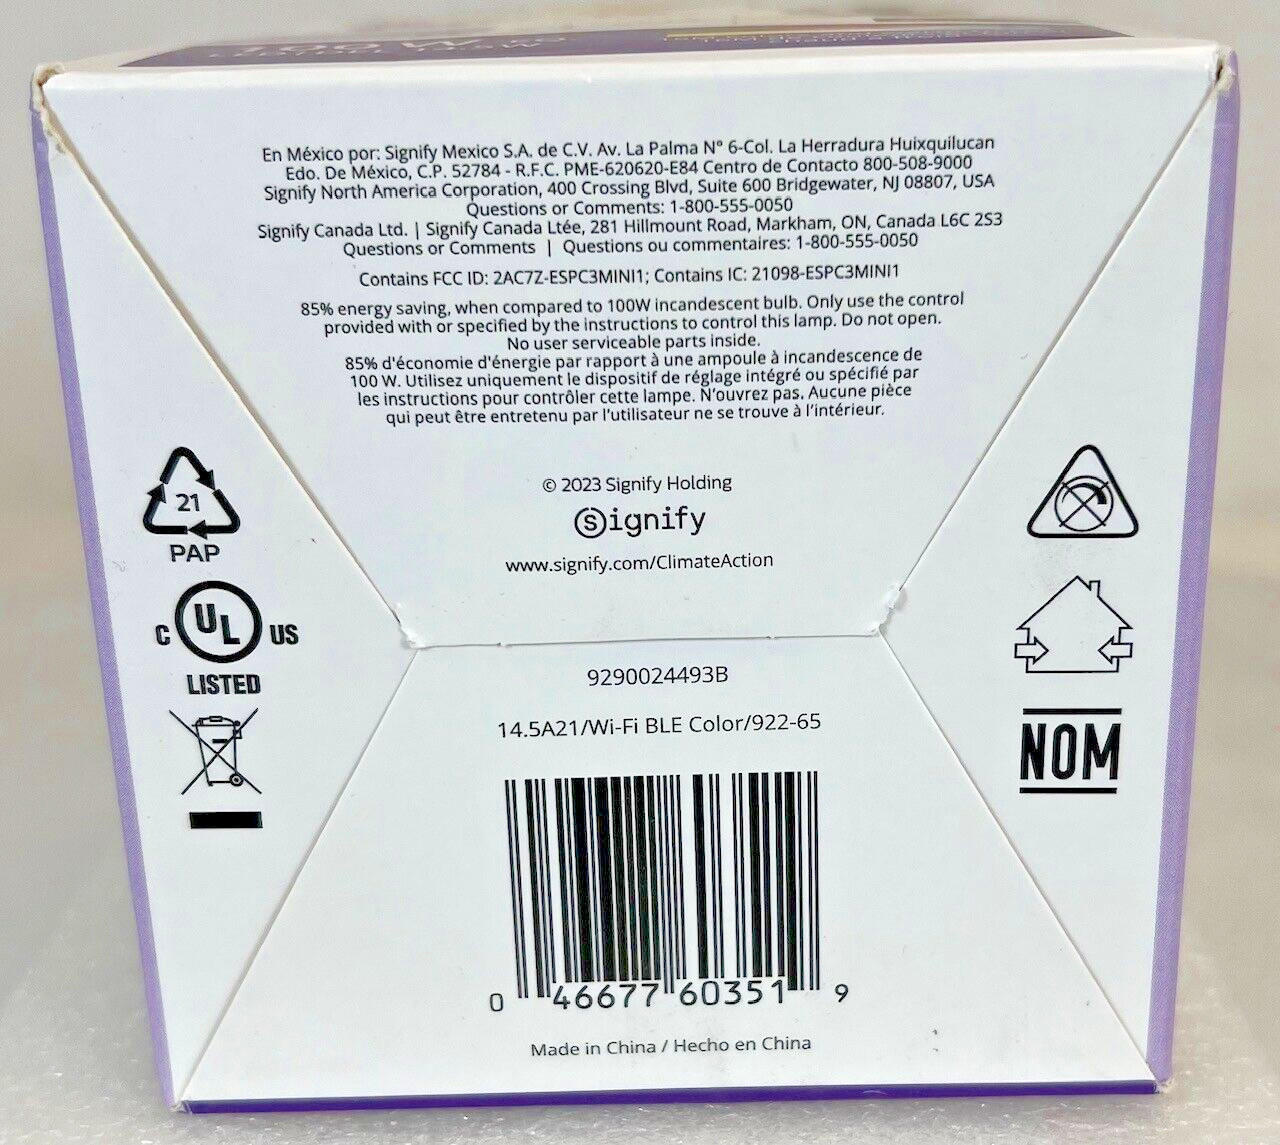 100 W
En México por: Signify Mexico S.A. de C.V. Av. La Palma N° 6-Col. La Herradura Huixquilucan
Edo. De México, C.P. 52784 - R.F.C. PME-620620-E84 Centro de Contacto 800-508-9000
Signify North America Corporation, 400 Crossing Blvd, Suite 600 Bridgewater, NJ 08807, USA
Questions or Comments: 1-800-555-0050
Signify Canada Ltd. | Signify Canada Ltée, 281 Hillmount Road, Markham, ON, Canada L6C 2S3
Questions or Comments | Questions ou commentaires: 1-800-555-0050
Contains FCC ID: 2AC7Z-ESPC3MINI1; Contains IC: 21098-ESPC3MINI1
85% energy saving, when compared to 100W incandescent bulb. Only use the control
provided with or specified by the instructions to control this lamp. Do not open.
No user serviceable parts inside.
85% d'économie d'énergie par rapport à une ampoule à incandescence de
100 W. Utilisez uniquement le dispositif de réglage intégré ou spécifié par
les instructions pour contrôler cette lampe. N'ouvrez pas. Aucune pièce
qui peut être entretenu par l'utilisateur ne se trouve à l'intérieur.
© 2023 Signify Holding
Signify
www.signify.com/ClimateAction
21
PAP
C UL US
LISTED
NOM
9290024493B
14.5A21/Wi-Fi BLE Color/922-65
0 46677 60351 9
Made in China / Hecho en China